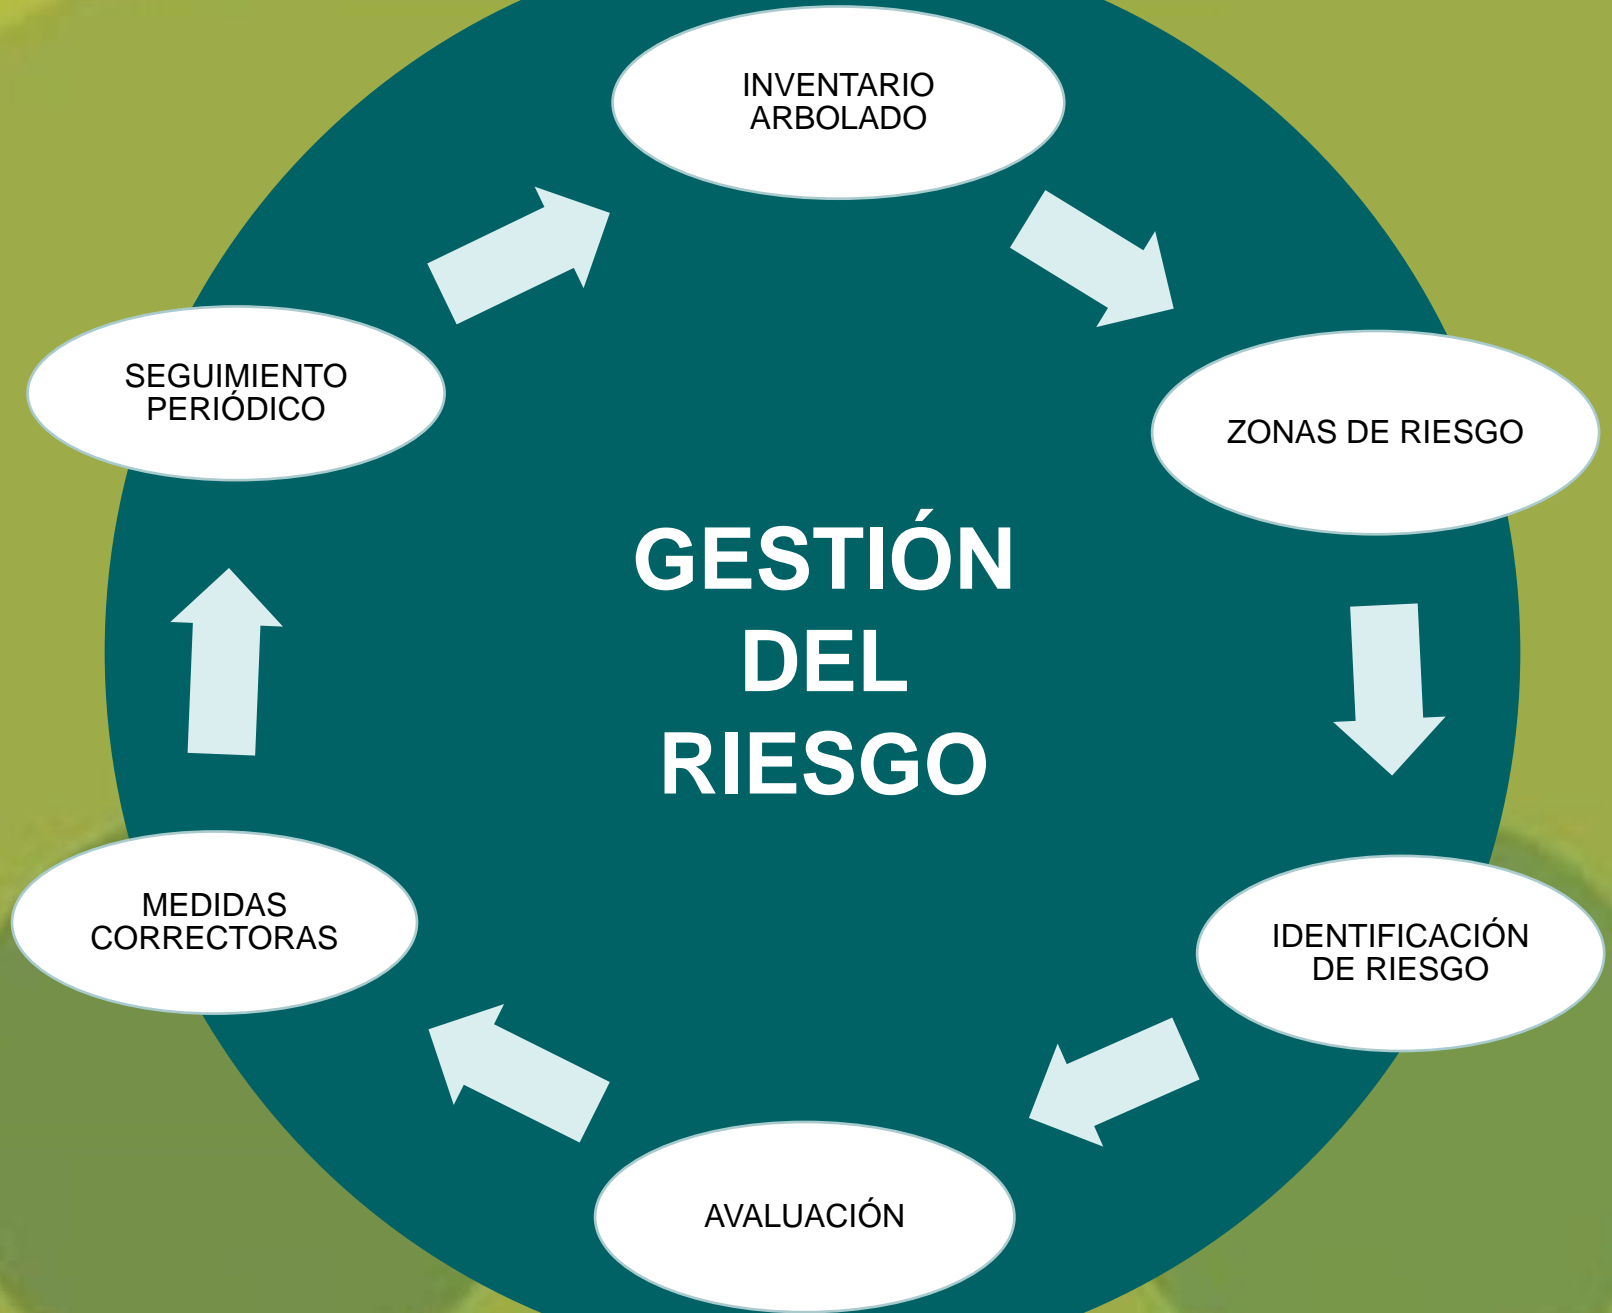 INVENTARIO
ARBOLADO
ZONAS DE RIESGO
IDENTIFICACIÓN
DE RIESGO
AVALUACIÓN
MEDIDAS
CORRECTORAS
SEGUIMIENTO
PERIÓDICO
GESTIÓN
DEL
RIESGO